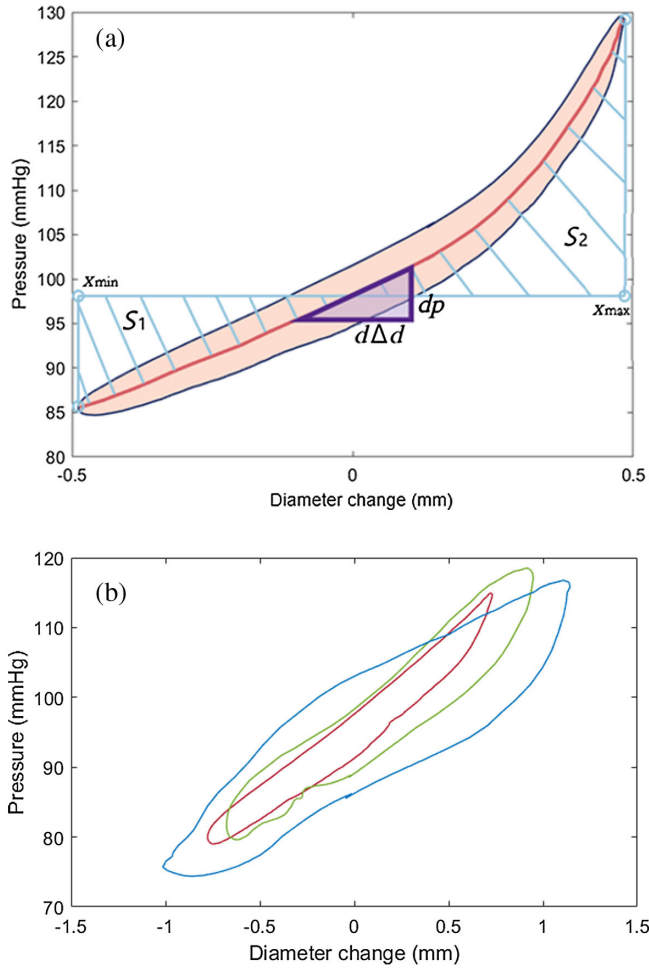 (a)
Pressure (mmHg)
130
125
120
115
110
105
100
95
90
85
80
xmin
S1
S2
xmax
dp
dΔd
-0.5
0
0.5
Diameter change (mm)
(b)
Pressure (mmHg)
120
110
100
90
80
70
-1.5
-1
-0.5
0
0.5
1
1.5
Diameter change (mm)